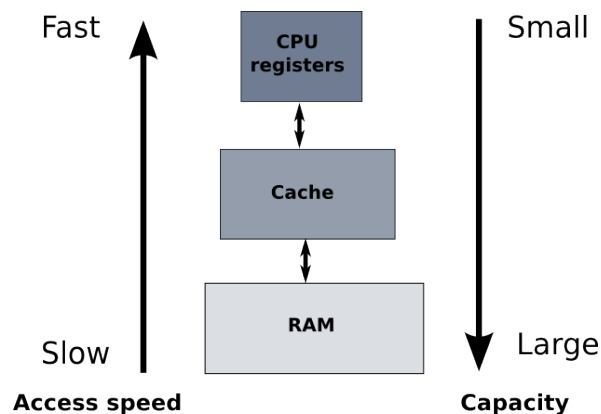 Fast
Small
CPU
registers
Cache
RAM
Slow
Large
Access speed
Capacity